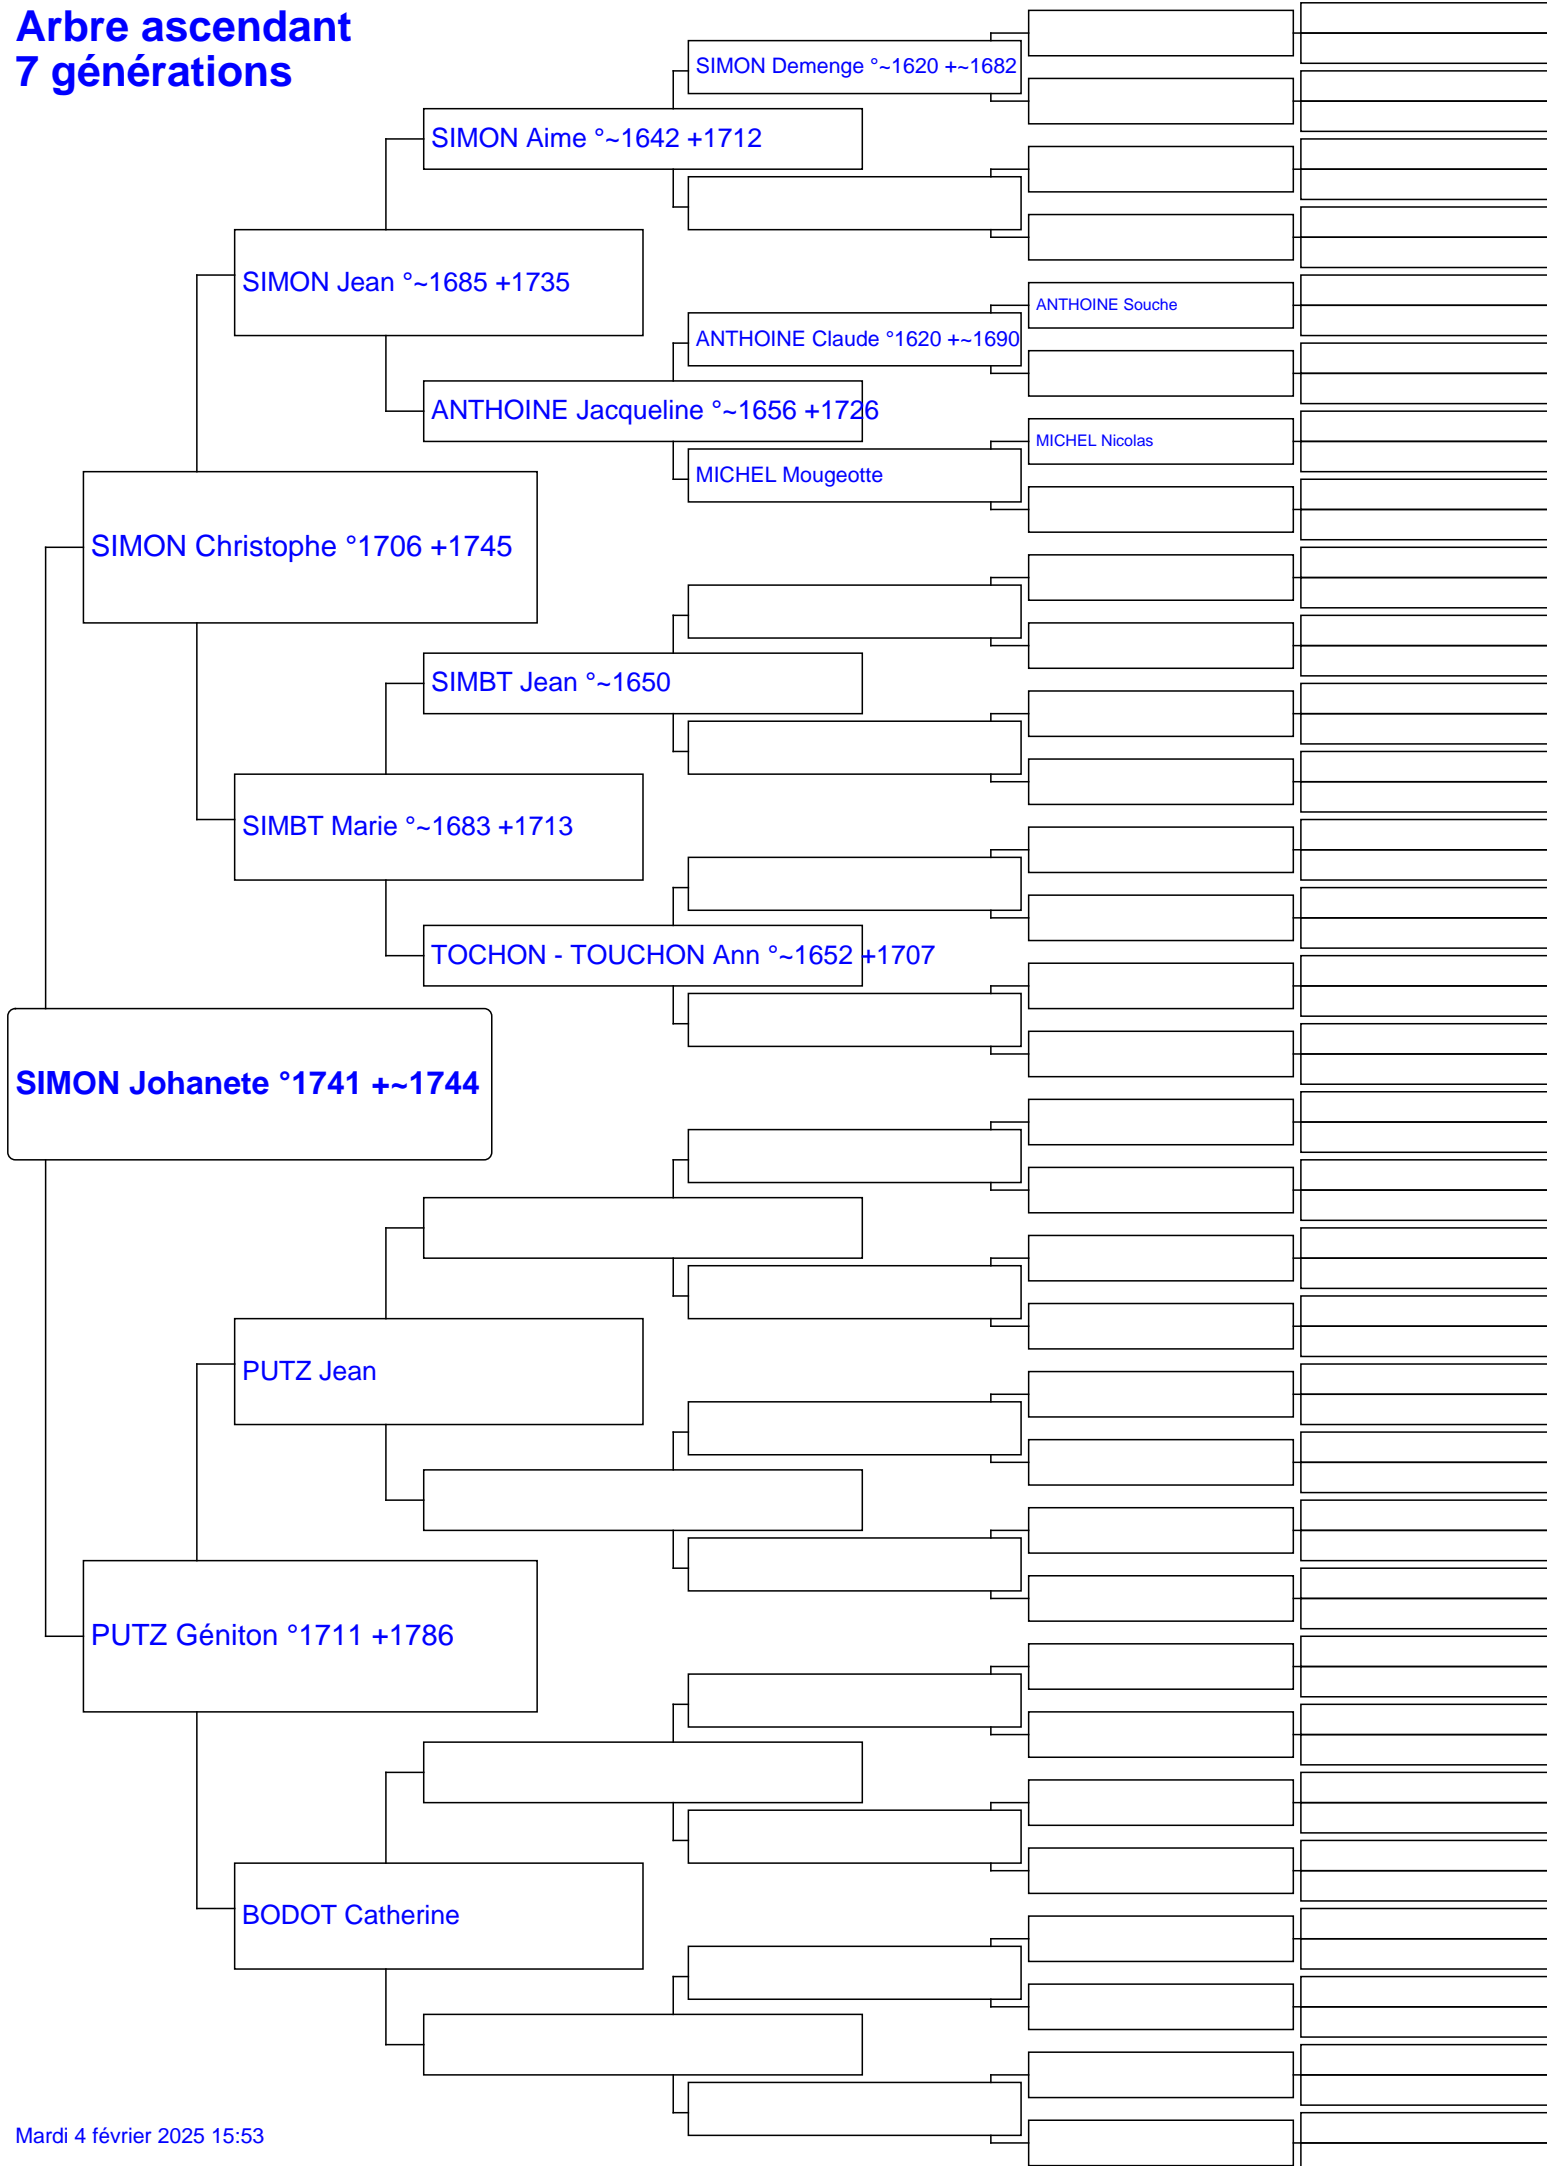 Arbre ascendant
7 générations
SIMON Demenge °~1620 +~1682
SIMON Aime °~1642 +1712
SIMON Jean °~1685 +1735
ANTHOINE Souche
ANTHOINE Claude °1620 +~1690
ANTHOINE Jacqueline °~1656 +1726
MICHEL Nicolas
MICHEL Mougeotte
SIMON Christophe °1706 +1745
SIMBT Jean °~1650
SIMBT Marie °~1683 +1713
TOCHON - TOUCHON Ann °~1652 +1707
SIMON Johanete °1741 +~1744
PUTZ Jean
PUTZ Géniton °1711 +1786
BODOT Catherine
Mardi 4 février 2025 15:53